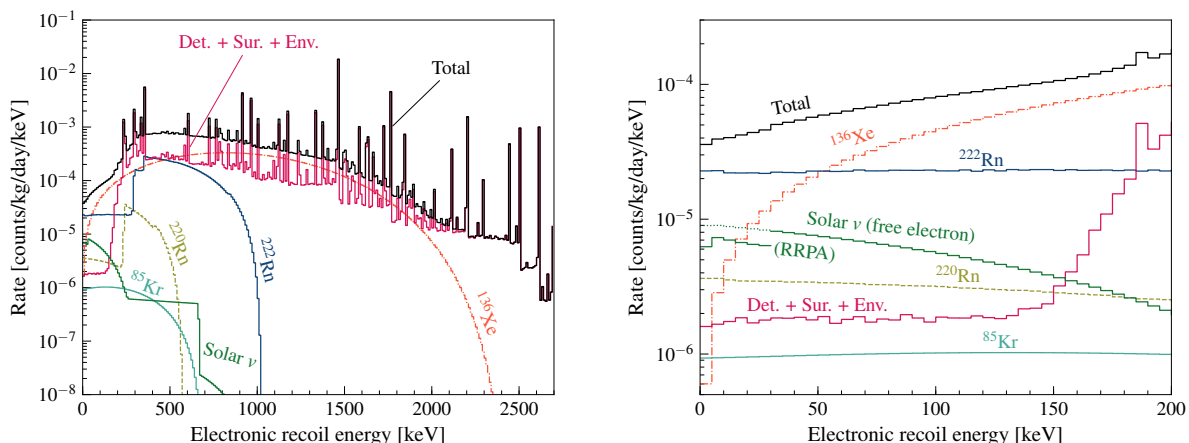 10⁻¹
10⁻²
10⁻³
10⁻⁴
10⁻⁵
10⁻⁶
10⁻⁷
10⁻⁸
Rate [counts/kg/day/keV]
Det. + Sur. + Env.
Total
²²⁰Rn
²²²Rn
⁸⁵Kr
¹³⁶Xe
Solar ν
0 500 1000 1500 2000 2500
Electronic recoil energy [keV]
10⁻⁴
10⁻⁵
10⁻⁶
Rate [counts/kg/day/keV]
Total
¹³⁶Xe
²²²Rn
Solar ν (free electron)
(RRPA)
²²⁰Rn
Det. + Sur. + Env.
⁸⁵Kr
0 50 100 150 200
Electronic recoil energy [keV]